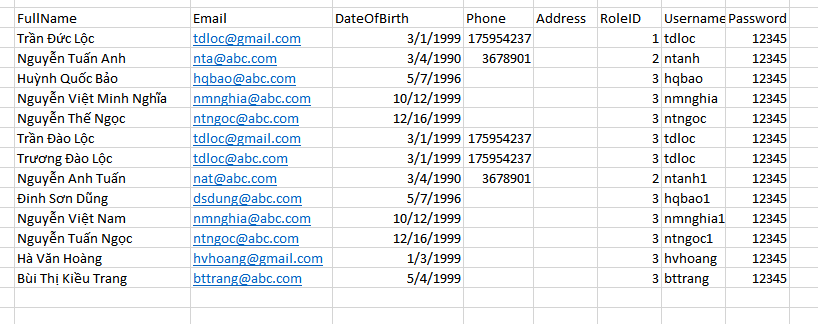 FullName Email DateOfBirth Phone Address RoleID Username Password
Trần Đức Lộc tdloc@gmail.com 3/1/1999 175954237 1 tdloc 12345
Nguyễn Tuấn Anh nta@abc.com 3/4/1990 3678901 2 ntanh 12345
Huỳnh Quốc Bảo hqbao@abc.com 5/7/1996 3 hqbao 12345
Nguyễn Việt Minh Nghĩa nmnghia@abc.com 10/12/1999 3 nmnghia 12345
Nguyễn Thế Ngọc ntngoc@abc.com 12/16/1999 3 ntngoc 12345
Trần Đào Lộc tdloc@gmail.com 3/1/1999 175954237 3 tdloc 12345
Trương Đào Lộc tdloc@abc.com 3/1/1999 175954237 3 tdloc 12345
Nguyễn Anh Tuấn nat@abc.com 3/4/1990 3678901 2 ntanh1 12345
Đinh Sơn Dũng dsdung@abc.com 5/7/1996 3 hqbao1 12345
Nguyễn Việt Nam nmnghia@abc.com 10/12/1999 3 nmnghia1 12345
Nguyễn Tuấn Ngọc ntngoc@abc.com 12/16/1999 3 ntngoc1 12345
Hà Văn Hoàng hvhoang@gmail.com 1/3/1999 3 hvhoang 12345
Bùi Thị Kiều Trang bttrang@abc.com 5/4/1999 3 bttrang 12345